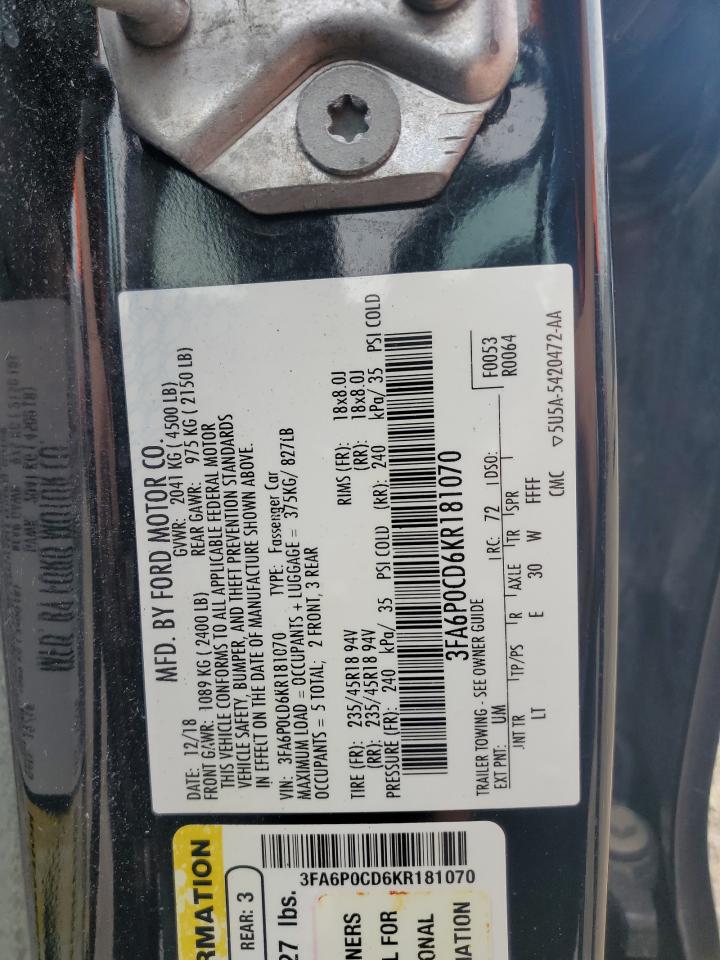 MFD. BY FORD MOTOR CO.
DATE: 12/18 GVWR: 2041 KG ( 4500 LB)
FRONT GAWR: 1089 KG ( 2400 LB) REAR GAWR: 975 KG ( 2150 LB)
THIS VEHICLE CONFORMS TO ALL APPLICABLE FEDERAL MOTOR
VEHICLE SAFETY, BUMPER, AND THEFT PREVENTION STANDARDS
IN EFFECT ON THE DATE OF MANUFACTURE SHOWN ABOVE.
VIN: 3FA6P0CD6KR181070 TYPE: Passenger Car
MAXIMUM LOAD = OCCUPANTS + LUGGAGE = 375KG/ 827LB
OCCUPANTS = 5 TOTAL; 2 FRONT, 3 REAR
TIRE (FR): 235/45R18 94V RIMS (FR): 18x8.0J
(RR): 235/45R18 94V (RR): 18x8.0J
PRESSURE (FR): 240 kPa/ 35 PSI COLD (RR): 240 kPa/ 35 PSI COLD
3FA6P0CD6KR181070
TRAILER TOWING - SEE OWNER GUIDE F0053
EXT PNT: UM RC: 72 DSO: R0064
INT TR TP/PS R AXLE TR SPR
LT E 30 W FFFF
CMC ▽5U5A-5420472-AA
RMATION
REAR: 3
27 lbs.
3FA6P0CD6KR181070
NERS
L FOR
ONAL
ATION